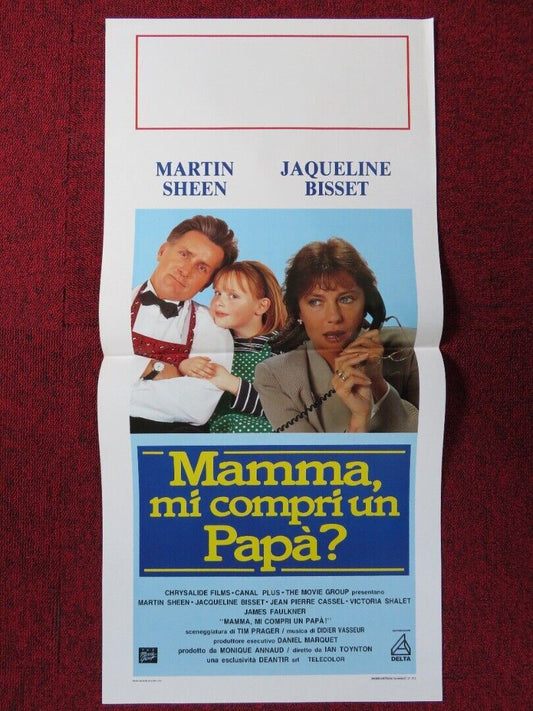 MARTIN SHEEN
JAQUELINE BISSET
Mamma,
mi compri un
Papà?
CHRYSALIDE FILMS · CANAL PLUS · THE MOVIE GROUP presentano
MARTIN SHEEN · JACQUELINE BISSET · JEAN PIERRE CASSEL · VICTORIA SHALET
JAMES FAULKNER
"MAMMA, MI COMPRI UN PAPÀ!"
sceneggiatura di TIM PRAGER / musica di DIDIER VASSEUR
produttore esecutivo DANIEL MARQUET
prodotto da MONIQUE ANNAUD / diretto da IAN TOYNTON
una esclusività DEANTIR srl TELECOLOR
DELTA